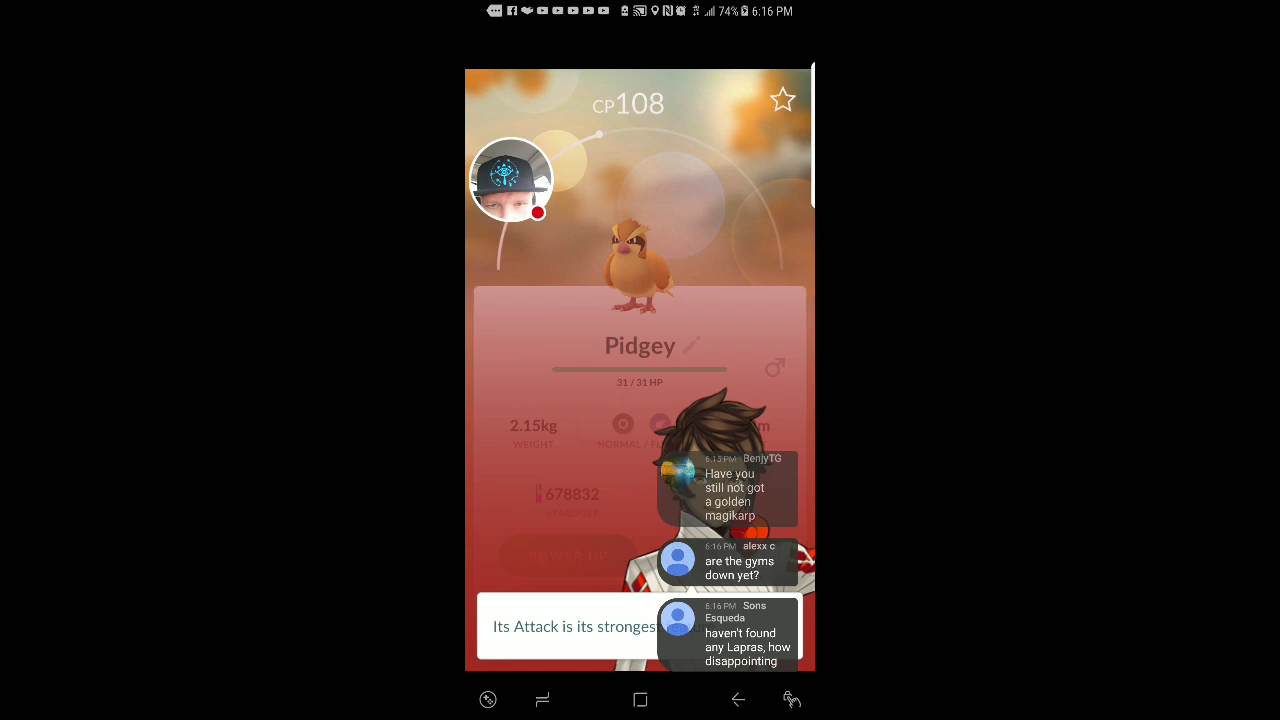 74% 6:16 PM
CP108
Pidgey
31 / 31 HP
2.15kg
WEIGHT
NORMAL /
m
678832
STARDUST
POWER UP
6:15 PM BenjyTG
Have you
still not got
a golden
magikarp
6:16 PM alexx c
are the gyms
down yet?
Its Attack is its strongest
6:16 PM Sons
Esqueda
haven't found
any Lapras, how
disappointing